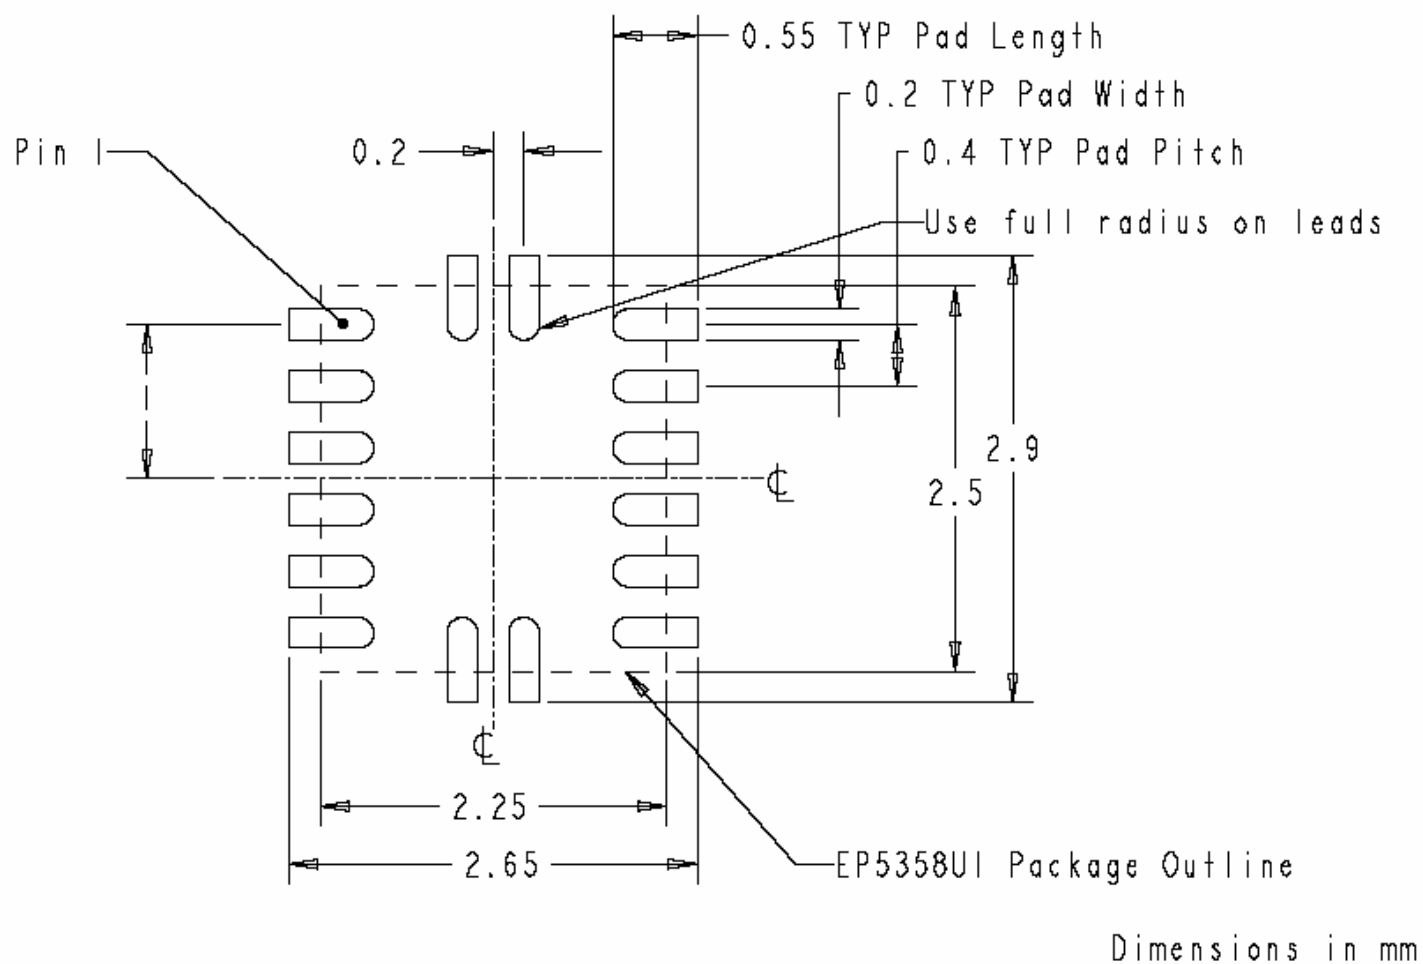 0.55 TYP Pad Length
0.2 TYP Pad Width
Pin 1
0.2
0.4 TYP Pad Pitch
Use full radius on leads
2.9
2.5
CL
CL
2.25
2.65
EP5358UI Package Outline
Dimensions in mm